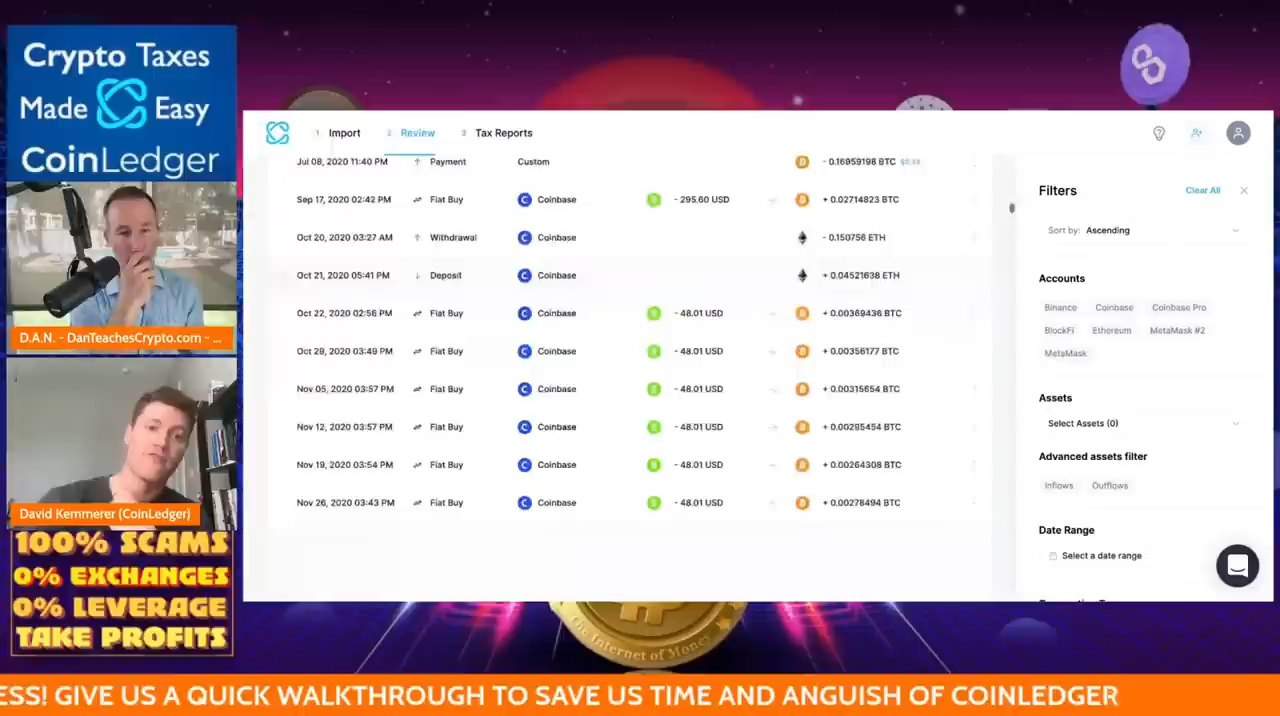 Crypto Taxes
Made Easy
CoinLedger
D.A.N. - DanTeachesCrypto.com - ...
David Kemmerer (CoinLedger)
100% SCAMS
0% EXCHANGES
0% LEVERAGE
TAKE PROFITS
1 Import 2 Review 3 Tax Reports
Jul 08, 2020 11:40 PM Payment Custom - 0.16959198 BTC
Sep 17, 2020 02:42 PM Fiat Buy Coinbase - 295.60 USD + 0.02714823 BTC
Oct 20, 2020 03:27 AM Withdrawal Coinbase - 0.150756 ETH
Oct 21, 2020 05:41 PM Deposit Coinbase + 0.04521638 ETH
Oct 22, 2020 02:56 PM Fiat Buy Coinbase - 48.01 USD + 0.00369436 BTC
Oct 29, 2020 03:49 PM Fiat Buy Coinbase - 48.01 USD + 0.00356177 BTC
Nov 05, 2020 03:57 PM Fiat Buy Coinbase - 48.01 USD + 0.00315654 BTC
Nov 12, 2020 03:57 PM Fiat Buy Coinbase - 48.01 USD + 0.00295454 BTC
Nov 19, 2020 03:54 PM Fiat Buy Coinbase - 48.01 USD + 0.00264308 BTC
Nov 26, 2020 03:43 PM Fiat Buy Coinbase - 48.01 USD + 0.00278494 BTC
Filters Clear All
Sort by: Ascending
Accounts
Binance Coinbase Coinbase Pro
BlockFi Ethereum MetaMask #2
MetaMask
Assets
Select Assets (0)
Advanced assets filter
Inflows Outflows
Date Range
Select a date range
The Internet of Money
ESS! GIVE US A QUICK WALKTHROUGH TO SAVE US TIME AND ANGUISH OF COINLEDGER